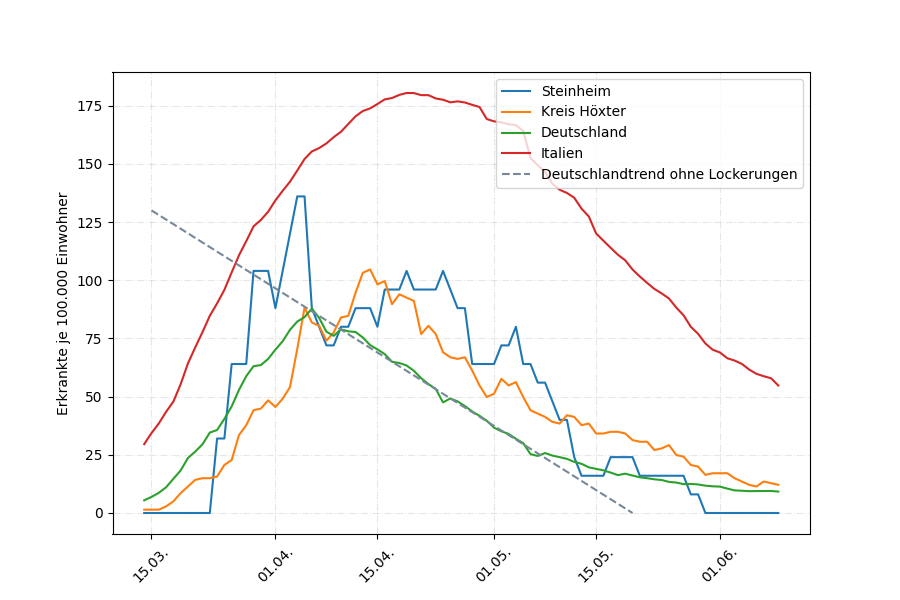 Steinheim
Kreis Höxter
Deutschland
Italien
Deutschlandtrend ohne Lockerungen
Erkrankte je 100.000 Einwohner
175
150
125
100
75
50
25
0
15.03.
01.04.
15.04.
01.05.
15.05.
01.06.